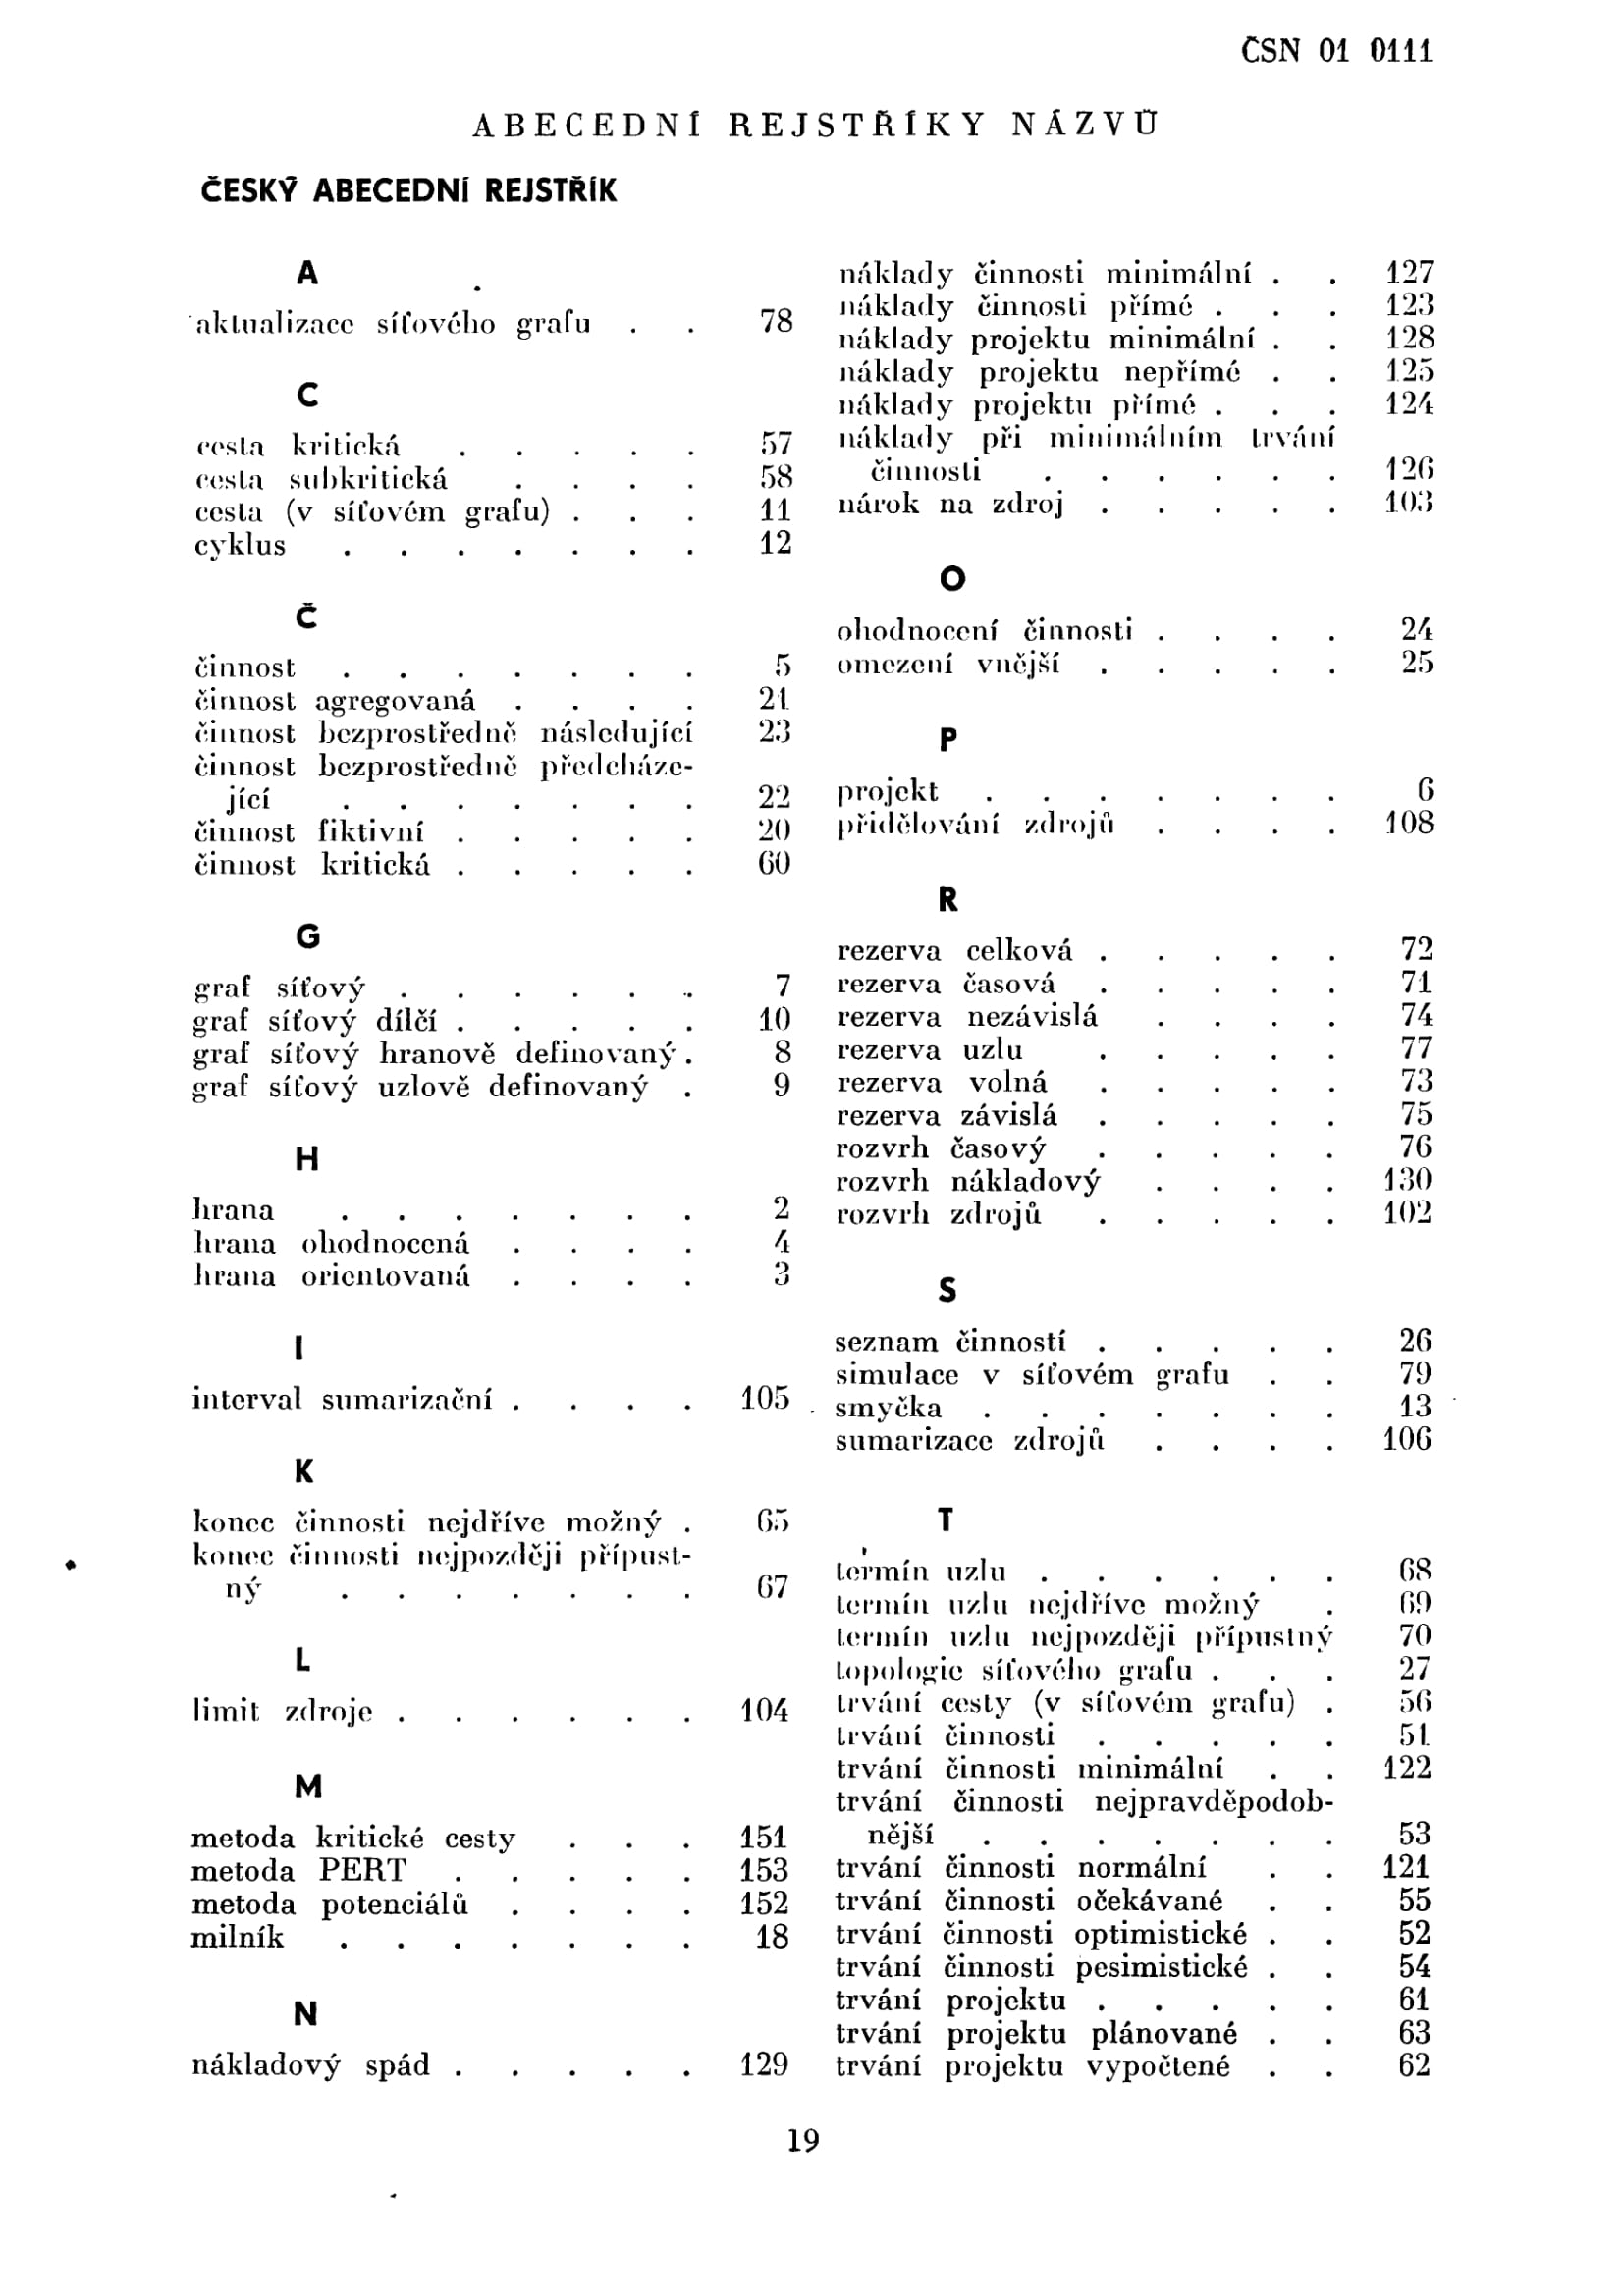 ČSN 01 0111
ABECEDNÍ REJSTŘÍKY NÁZVŮ
ČESKÝ ABECEDNÍ REJSTŘÍK
A
aktualizace síťového grafu . . 78
C
cesta kritická . . . . . 57
cesta subkritická . . . . 58
cesta (v síťovém grafu) . . . 11
cyklus . . . . . . . 12
Č
činnost . . . . . . . 5
činnost agregovaná . . . . 21
činnost bezprostředně následující 23
činnost bezprostředně předcháze-
jící . . . . . . . 22
činnost fiktivní . . . . . 20
činnost kritická . . . . . 60
G
graf síťový . . . . . . 7
graf síťový dílčí . . . . . 10
graf síťový hranově definovaný . 8
graf síťový uzlově definovaný . 9
H
hrana . . . . . . . 2
hrana ohodnocená . . . . 4
hrana orientovaná . . . . 3
I
interval sumarizační . . . . 105
K
konec činnosti nejdříve možný . 65
konec činnosti nejpozději přípust-
ný . . . . . . . 67
L
limit zdroje . . . . . . 104
M
metoda kritické cesty . . . 151
metoda PERT . . . . . 153
metoda potenciálů . . . . 152
milník . . . . . . . 18
N
nákladový spád . . . . . 129
náklady činnosti minimální . . 127
náklady činnosti přímé . . . 123
náklady projektu minimální . . 128
náklady projektu nepřímé . . 125
náklady projektu přímé . . . 124
náklady při minimálním trvání
činnosti . . . . . . 126
nárok na zdroj . . . . . 103
O
ohodnocení činnosti . . . . 24
omezení vnější . . . . . 25
P
projekt . . . . . . . 6
přidělování zdrojů . . . . 108
R
rezerva celková . . . . . 72
rezerva časová . . . . . 71
rezerva nezávislá . . . . 74
rezerva uzlu . . . . . 77
rezerva volná . . . . . 73
rezerva závislá . . . . . 75
rozvrh časový . . . . . 76
rozvrh nákladový . . . . 130
rozvrh zdrojů . . . . . 102
S
seznam činností . . . . . 26
simulace v síťovém grafu . . 79
smyčka . . . . . . . 13
sumarizace zdrojů . . . . 106
T
termín uzlu . . . . . . 68
termín uzlu nejdříve možný . 69
termín uzlu nejpozději přípustný 70
topologie síťového grafu . . . 27
trvání cesty (v síťovém grafu) . 56
trvání činnosti . . . . . 51
trvání činnosti minimální . . 122
trvání činnosti nejpravděpodob-
nější . . . . . . . 53
trvání činnosti normální . . 121
trvání činnosti očekávané . . 55
trvání činnosti optimistické . . 52
trvání činnosti pesimistické . . 54
trvání projektu . . . . . 61
trvání projektu plánované . . 63
trvání projektu vypočtené . . 62
19